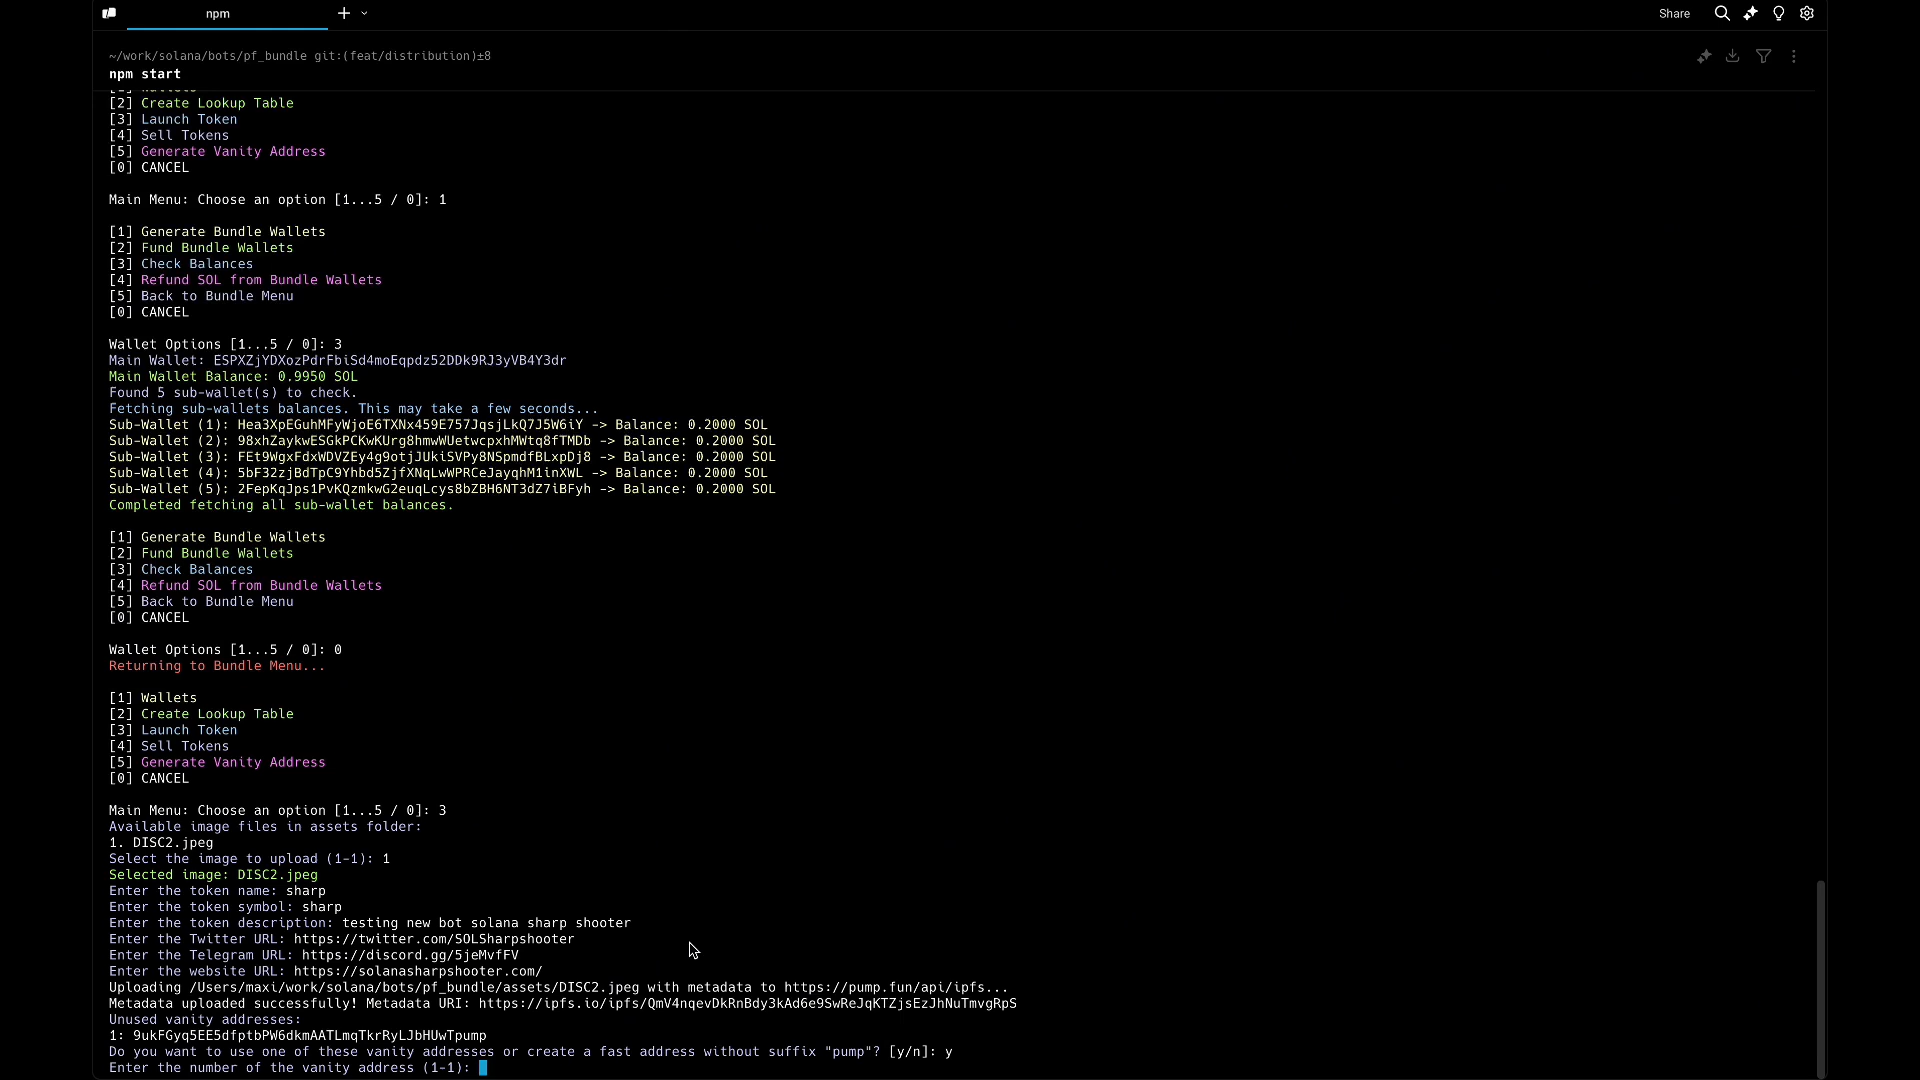 npm
Share
~/work/solana/bots/pf_bundle git:(feat/distribution)±8
npm start
[2] Create Lookup Table
[3] Launch Token
[4] Sell Tokens
[5] Generate Vanity Address
[0] CANCEL
Main Menu: Choose an option [1...5 / 0]: 1
[1] Generate Bundle Wallets
[2] Fund Bundle Wallets
[3] Check Balances
[4] Refund SOL from Bundle Wallets
[5] Back to Bundle Menu
[0] CANCEL
Wallet Options [1...5 / 0]: 3
Main Wallet: ESPXZjYDXozPdrFbiSd4moEqpdz52DDk9RJ3yVB4Y3dr
Main Wallet Balance: 0.9950 SOL
Found 5 sub-wallet(s) to check.
Fetching sub-wallets balances. This may take a few seconds...
Sub-Wallet (1): Hea3XpEGuhMFyWjoE6TXNx459E757JqsjLkQ7J5W6iY -> Balance: 0.2000 SOL
Sub-Wallet (2): 98xhZaykwESGkPCKwKUrg8hmwWUetwcpxhMWtq8fTMDb -> Balance: 0.2000 SOL
Sub-Wallet (3): FEt9WgxFdxWDVZEy4g9otjJUkiSVPy8NSpmdfBLxpDj8 -> Balance: 0.2000 SOL
Sub-Wallet (4): 5bF32zjBdTpC9Yhbd5ZjfXNqLwWPRCeJayqhM1inXWL -> Balance: 0.2000 SOL
Sub-Wallet (5): 2FepKqJps1PvKQzmkwG2euqLcys8bZBH6NT3dZ7iBFyh -> Balance: 0.2000 SOL
Completed fetching all sub-wallet balances.
[1] Generate Bundle Wallets
[2] Fund Bundle Wallets
[3] Check Balances
[4] Refund SOL from Bundle Wallets
[5] Back to Bundle Menu
[0] CANCEL
Wallet Options [1...5 / 0]: 0
Returning to Bundle Menu...
[1] Wallets
[2] Create Lookup Table
[3] Launch Token
[4] Sell Tokens
[5] Generate Vanity Address
[0] CANCEL
Main Menu: Choose an option [1...5 / 0]: 3
Available image files in assets folder:
1. DISC2.jpeg
Select the image to upload (1-1): 1
Selected image: DISC2.jpeg
Enter the token name: sharp
Enter the token symbol: sharp
Enter the token description: testing new bot solana sharp shooter
Enter the Twitter URL: https://twitter.com/SOLSharpshooter
Enter the Telegram URL: https://discord.gg/5jeMvfFV
Enter the website URL: https://solanasharpshooter.com/
Uploading /Users/maxi/work/solana/bots/pf_bundle/assets/DISC2.jpeg with metadata to https://pump.fun/api/ipfs...
Metadata uploaded successfully! Metadata URI: https://ipfs.io/ipfs/QmV4nqevDkRnBdy3kAd6e9SwReJqKTZjsEzJhNuTmvgRpS
Unused vanity addresses:
1: 9ukFGyq5EE5dfptbPW6dkmAATLmqTkrRyLJbHUwTpump
Do you want to use one of these vanity addresses or create a fast address without suffix "pump"? [y/n]: y
Enter the number of the vanity address (1-1):